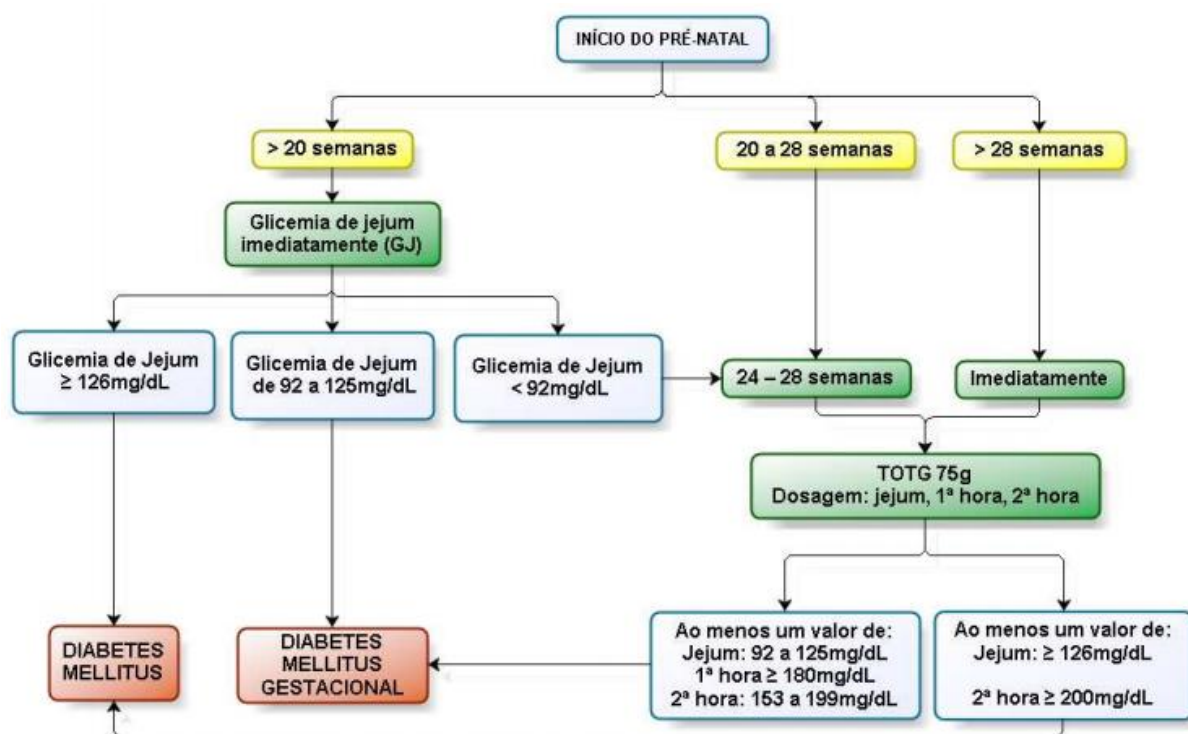 INÍCIO DO PRÉ-NATAL
> 20 semanas
20 a 28 semanas
> 28 semanas
Glicemia de jejum
imediatamente (GJ)
Glicemia de Jejum
≥ 126mg/dL
Glicemia de Jejum
de 92 a 125mg/dL
Glicemia de Jejum
< 92mg/dL
24 – 28 semanas
Imediatamente
TOTG 75g
Dosagem: jejum, 1ª hora, 2ª hora
DIABETES
MELLITUS
DIABETES
MELLITUS
GESTACIONAL
Ao menos um valor de:
Jejum: 92 a 125mg/dL
1ª hora ≥ 180mg/dL
2ª hora: 153 a 199mg/dL
Ao menos um valor de:
Jejum: ≥ 126mg/dL
2ª hora ≥ 200mg/dL